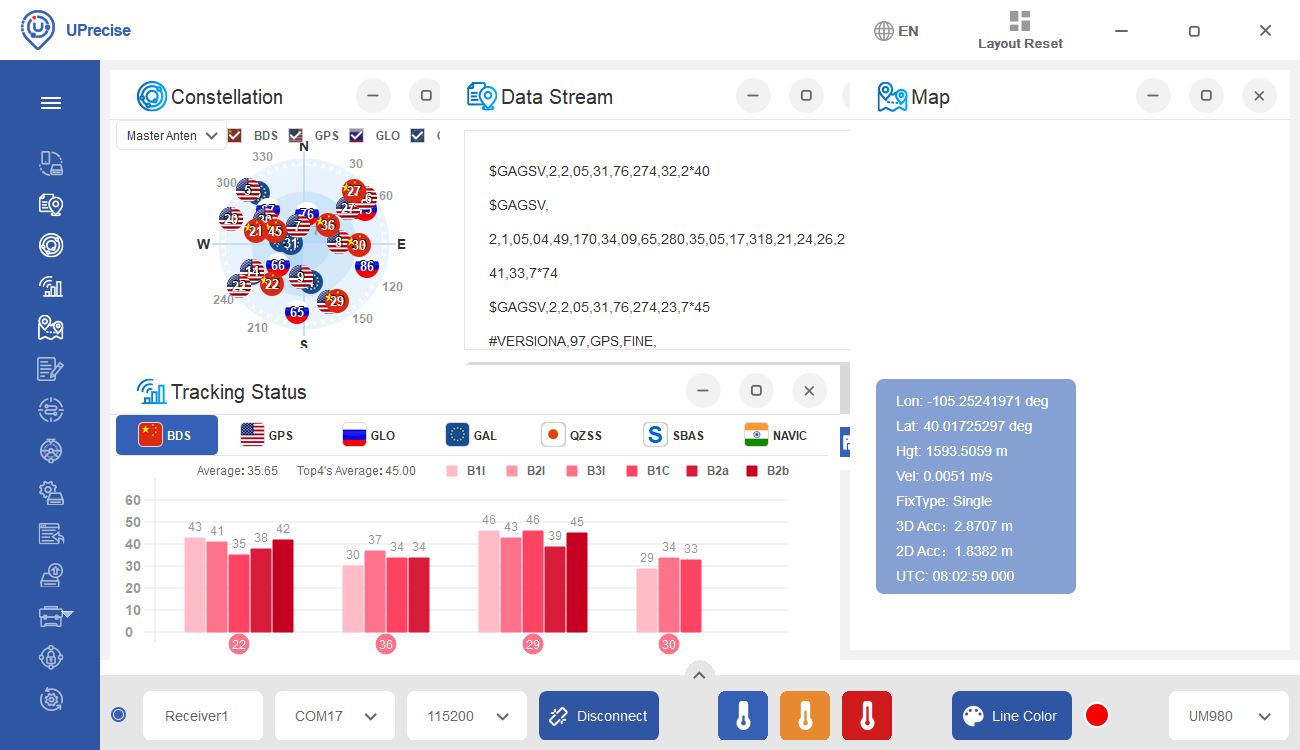 UPrecise
EN
Layout Reset
Constellation
Master Anten
BDS GPS GLO
N
330 30
300 60
W E
240 120
210 150
S
5 27 20 27 76 36 7 21 45 31 8 30 66 86 22 9 29 65
Data Stream
$GAGSV,2,2,05,31,76,274,32,2*40
$GAGSV,
2,1,05,04,49,170,34,09,65,280,35,05,17,318,21,24,26,2
41,33,7*74
$GAGSV,2,2,05,31,76,274,23,7*45
#VERSIONA,97,GPS,FINE,
Map
Lon: -105.25241971 deg
Lat: 40.01725297 deg
Hgt: 1593.5059 m
Vel: 0.0051 m/s
FixType: Single
3D Acc: 2.8707 m
2D Acc: 1.8382 m
UTC: 08:02:59.000
Tracking Status
BDS GPS GLO GAL QZSS SBAS NAVIC
Average: 35.65 Top4's Average: 45.00 B1I B2I B3I B1C B2a B2b
60
50
40
30
20
10
0
43 41 35 38 42
30 37 34 34
46 43 46 39 45
29 34 33
22 36 29 30
Receiver1 COM17 115200 Disconnect Line Color UM980